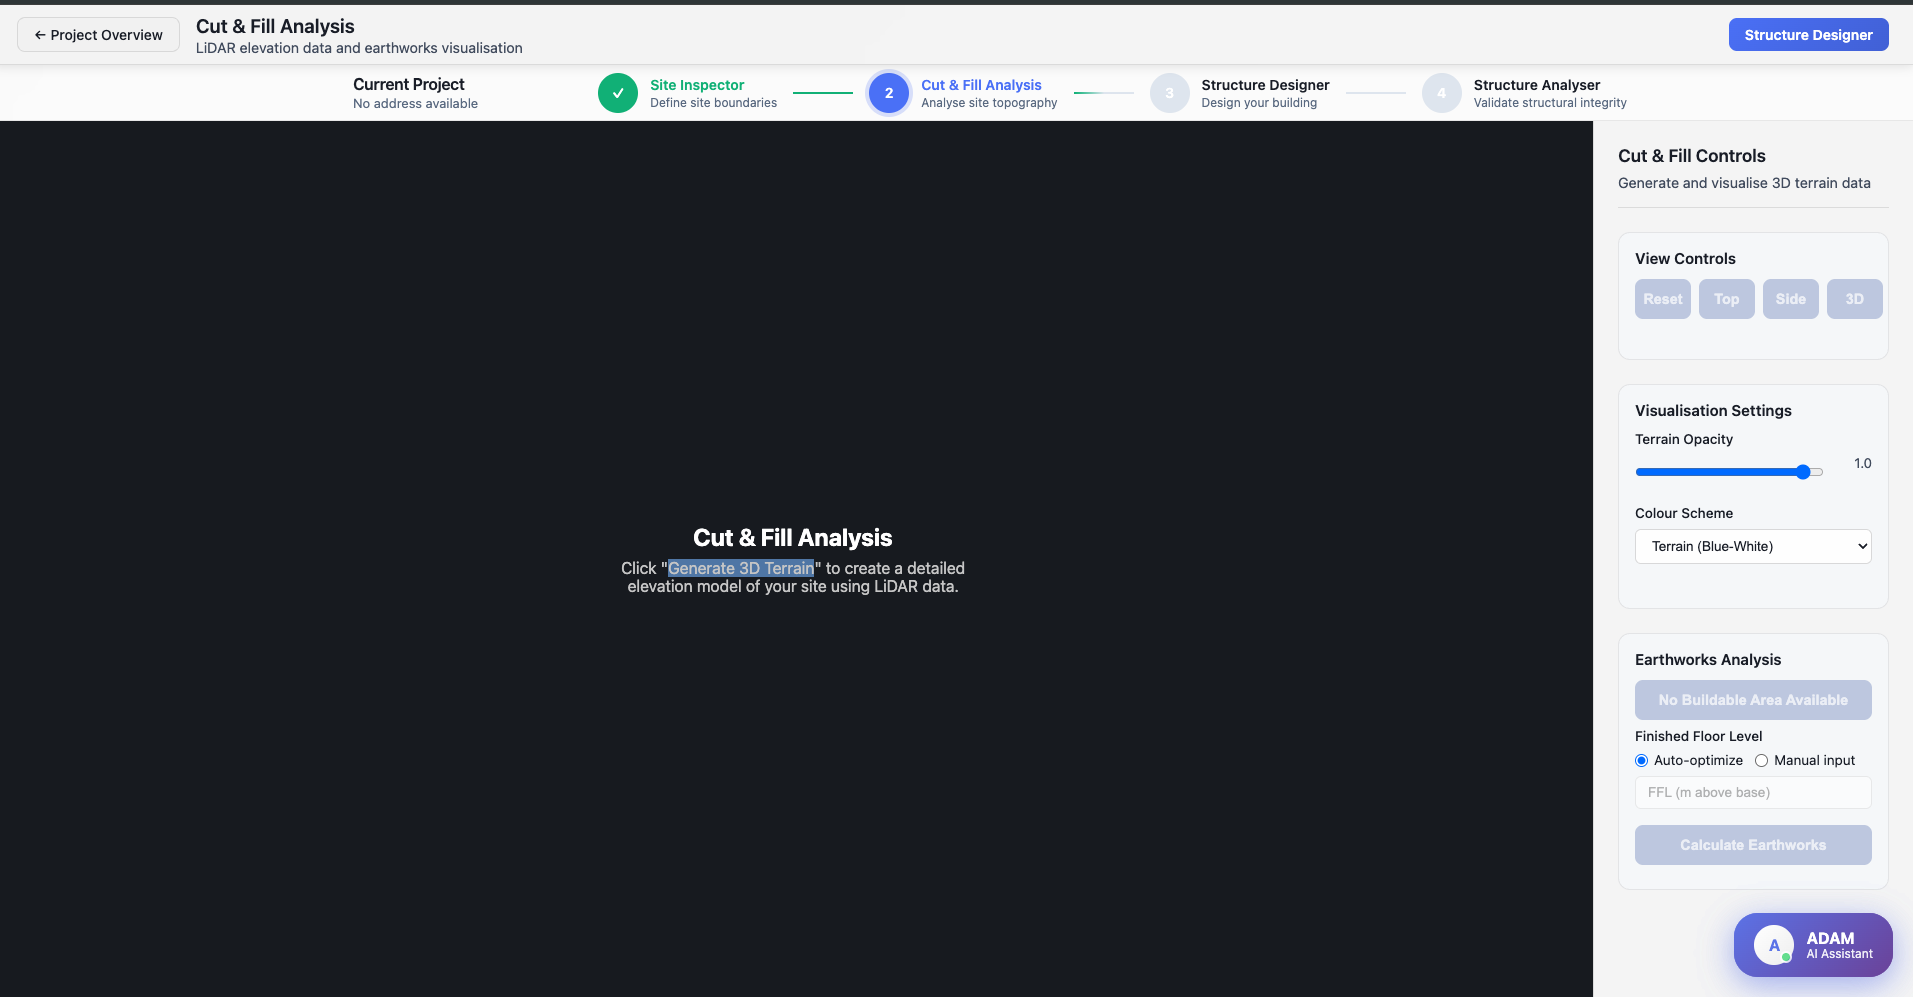 ← Project Overview
Cut & Fill Analysis
LiDAR elevation data and earthworks visualisation
Structure Designer
Current Project
No address available
Site Inspector
Define site boundaries
2
Cut & Fill Analysis
Analyse site topography
3
Structure Designer
Design your building
4
Structure Analyser
Validate structural integrity
Cut & Fill Analysis
Click "Generate 3D Terrain" to create a detailed
elevation model of your site using LiDAR data.
Cut & Fill Controls
Generate and visualise 3D terrain data
View Controls
Reset Top Side 3D
Visualisation Settings
Terrain Opacity
1.0
Colour Scheme
Terrain (Blue-White)
Earthworks Analysis
No Buildable Area Available
Finished Floor Level
Auto-optimize Manual input
FFL (m above base)
Calculate Earthworks
A
ADAM
AI Assistant